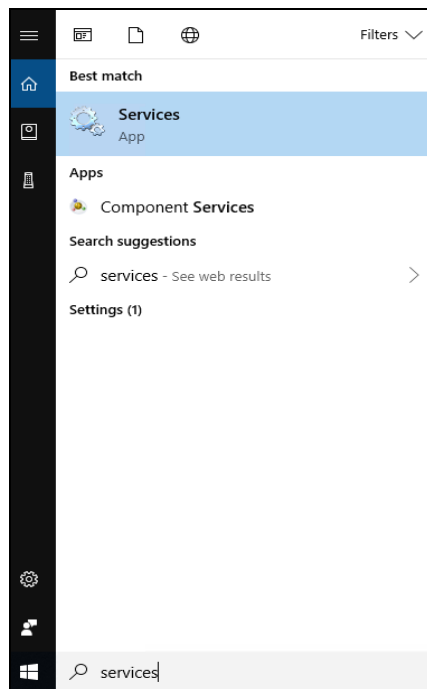 Filters
Best match
Services
App
Apps
Component Services
Search suggestions
services - See web results
Settings (1)
services